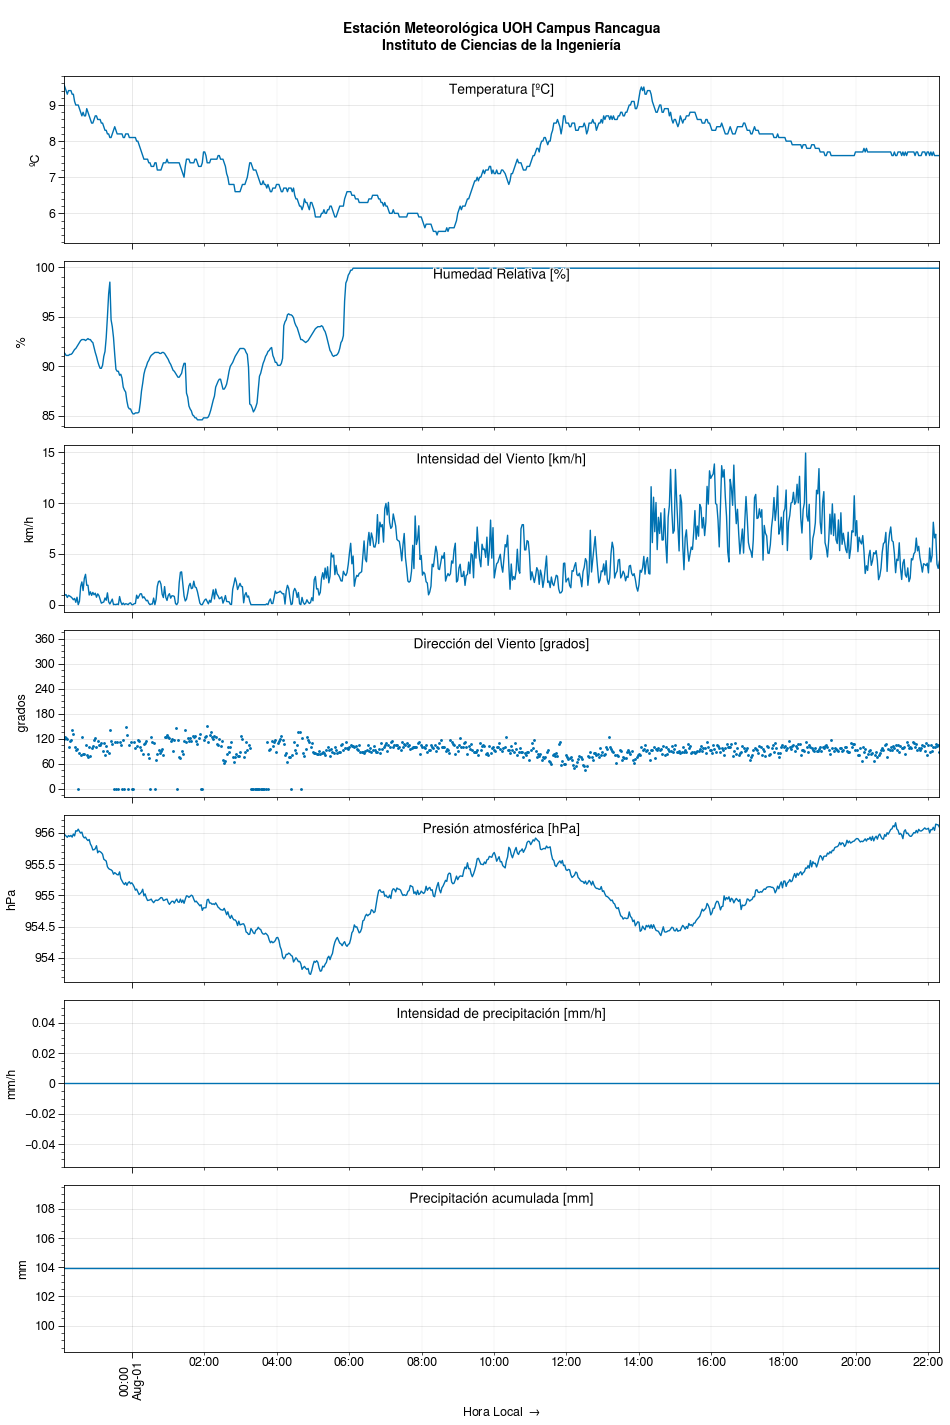 Estación Meteorológica UOH Campus Rancagua
Instituto de Ciencias de la Ingeniería
Temperatura [ºC]
ºC
9
8
7
6
Humedad Relativa [%]
%
100
95
90
85
Intensidad del Viento [km/h]
km/h
15
10
5
0
Dirección del Viento [grados]
grados
360
300
240
180
120
60
0
Presión atmosférica [hPa]
hPa
956
955.5
955
954.5
954
Intensidad de precipitación [mm/h]
mm/h
0.04
0.02
0
−0.02
−0.04
Precipitación acumulada [mm]
mm
108
106
104
102
100
00:00
Aug-01
02:00
04:00
06:00
08:00
10:00
12:00
14:00
16:00
18:00
20:00
22:00
Hora Local →